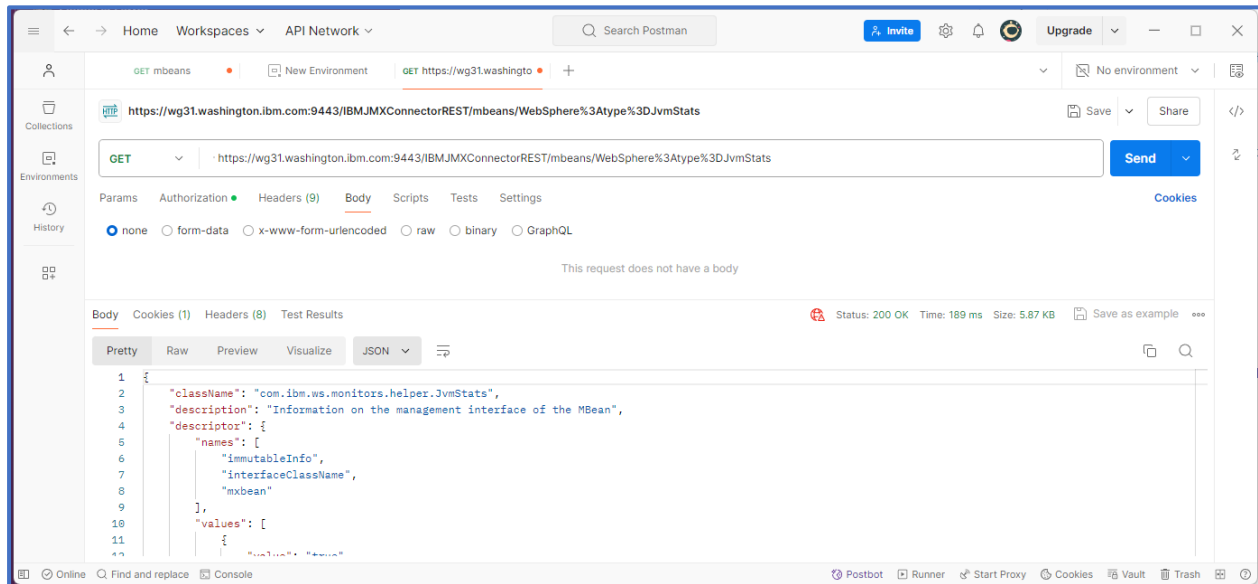 Home Workspaces API Network Search Postman Invite Upgrade
GET mbeans New Environment GET https://wg31.washingto No environment
Collections
Environments
History
HTTP https://wg31.washington.ibm.com:9443/IBMJMXConnectorREST/mbeans/WebSphere%3Atype%3DJvmStats Save Share
GET https://wg31.washington.ibm.com:9443/IBMJMXConnectorREST/mbeans/WebSphere%3Atype%3DJvmStats Send
Params Authorization Headers (9) Body Scripts Tests Settings Cookies
none form-data x-www-form-urlencoded raw binary GraphQL
This request does not have a body
Body Cookies (1) Headers (8) Test Results Status: 200 OK Time: 189 ms Size: 5.87 KB Save as example
Pretty Raw Preview Visualize JSON
1 {
2 "className": "com.ibm.ws.monitors.helper.JvmStats",
3 "description": "Information on the management interface of the MBean",
4 "descriptor": {
5 "names": [
6 "immutableInfo",
7 "interfaceClassName",
8 "mxbean"
9 ],
10 "values": [
11 {
12 "value": "true"
Online Find and replace Console Postbot Runner Start Proxy Cookies Vault Trash